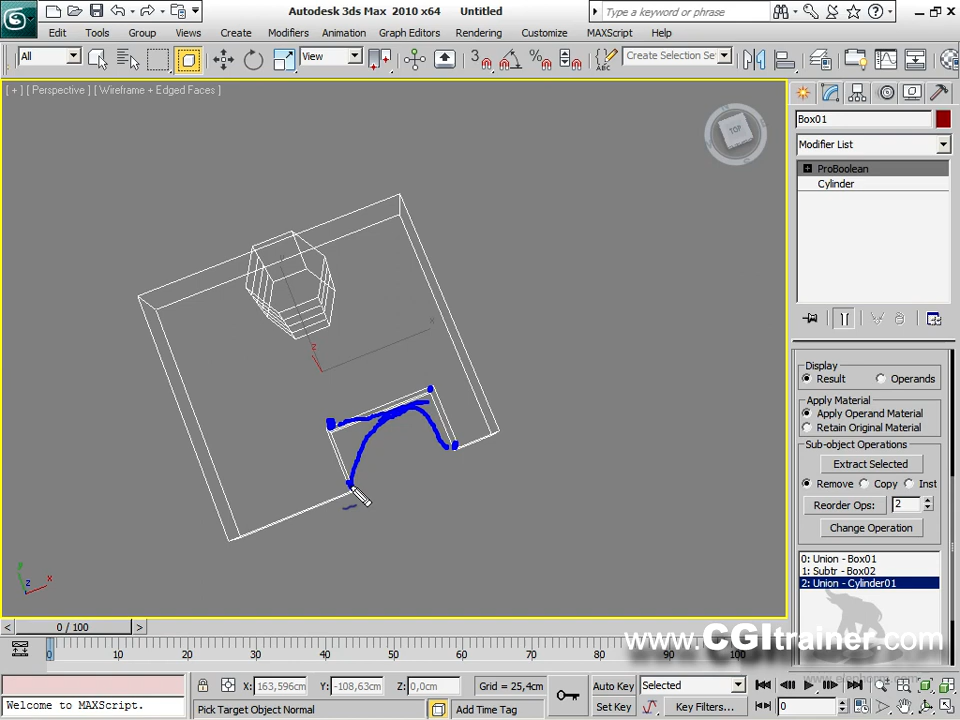 Autodesk 3ds Max 2010 x64 Untitled
Type a keyword or phrase
Edit Tools Group Views Create Modifiers Animation Graph Editors Rendering Customize MAXScript Help
All View 3 Create Selection Se
[ + ] [ Perspective ] [ Wireframe + Edged Faces ]
TOP
Box01
Modifier List
ProBoolean
Cylinder
Display
Result Operands
Apply Material
Apply Operand Material
Retain Original Material
Sub-object Operations
Extract Selected
Remove Copy Inst
Reorder Ops: 2
Change Operation
0: Union - Box01
1: Subtr - Box02
2: Union - Cylinder01
z
x
z x
< 0 / 100 >
www.CGItrainer.com
0 10 20 30 40 50 60 70 80 90 100
X: 163,596cm Y: -108,63cm Z: 0,0cm Grid = 25,4cm Auto Key Selected
Welcome to MAXScript. Pick Target Object Normal Add Time Tag Set Key Key Filters... 0